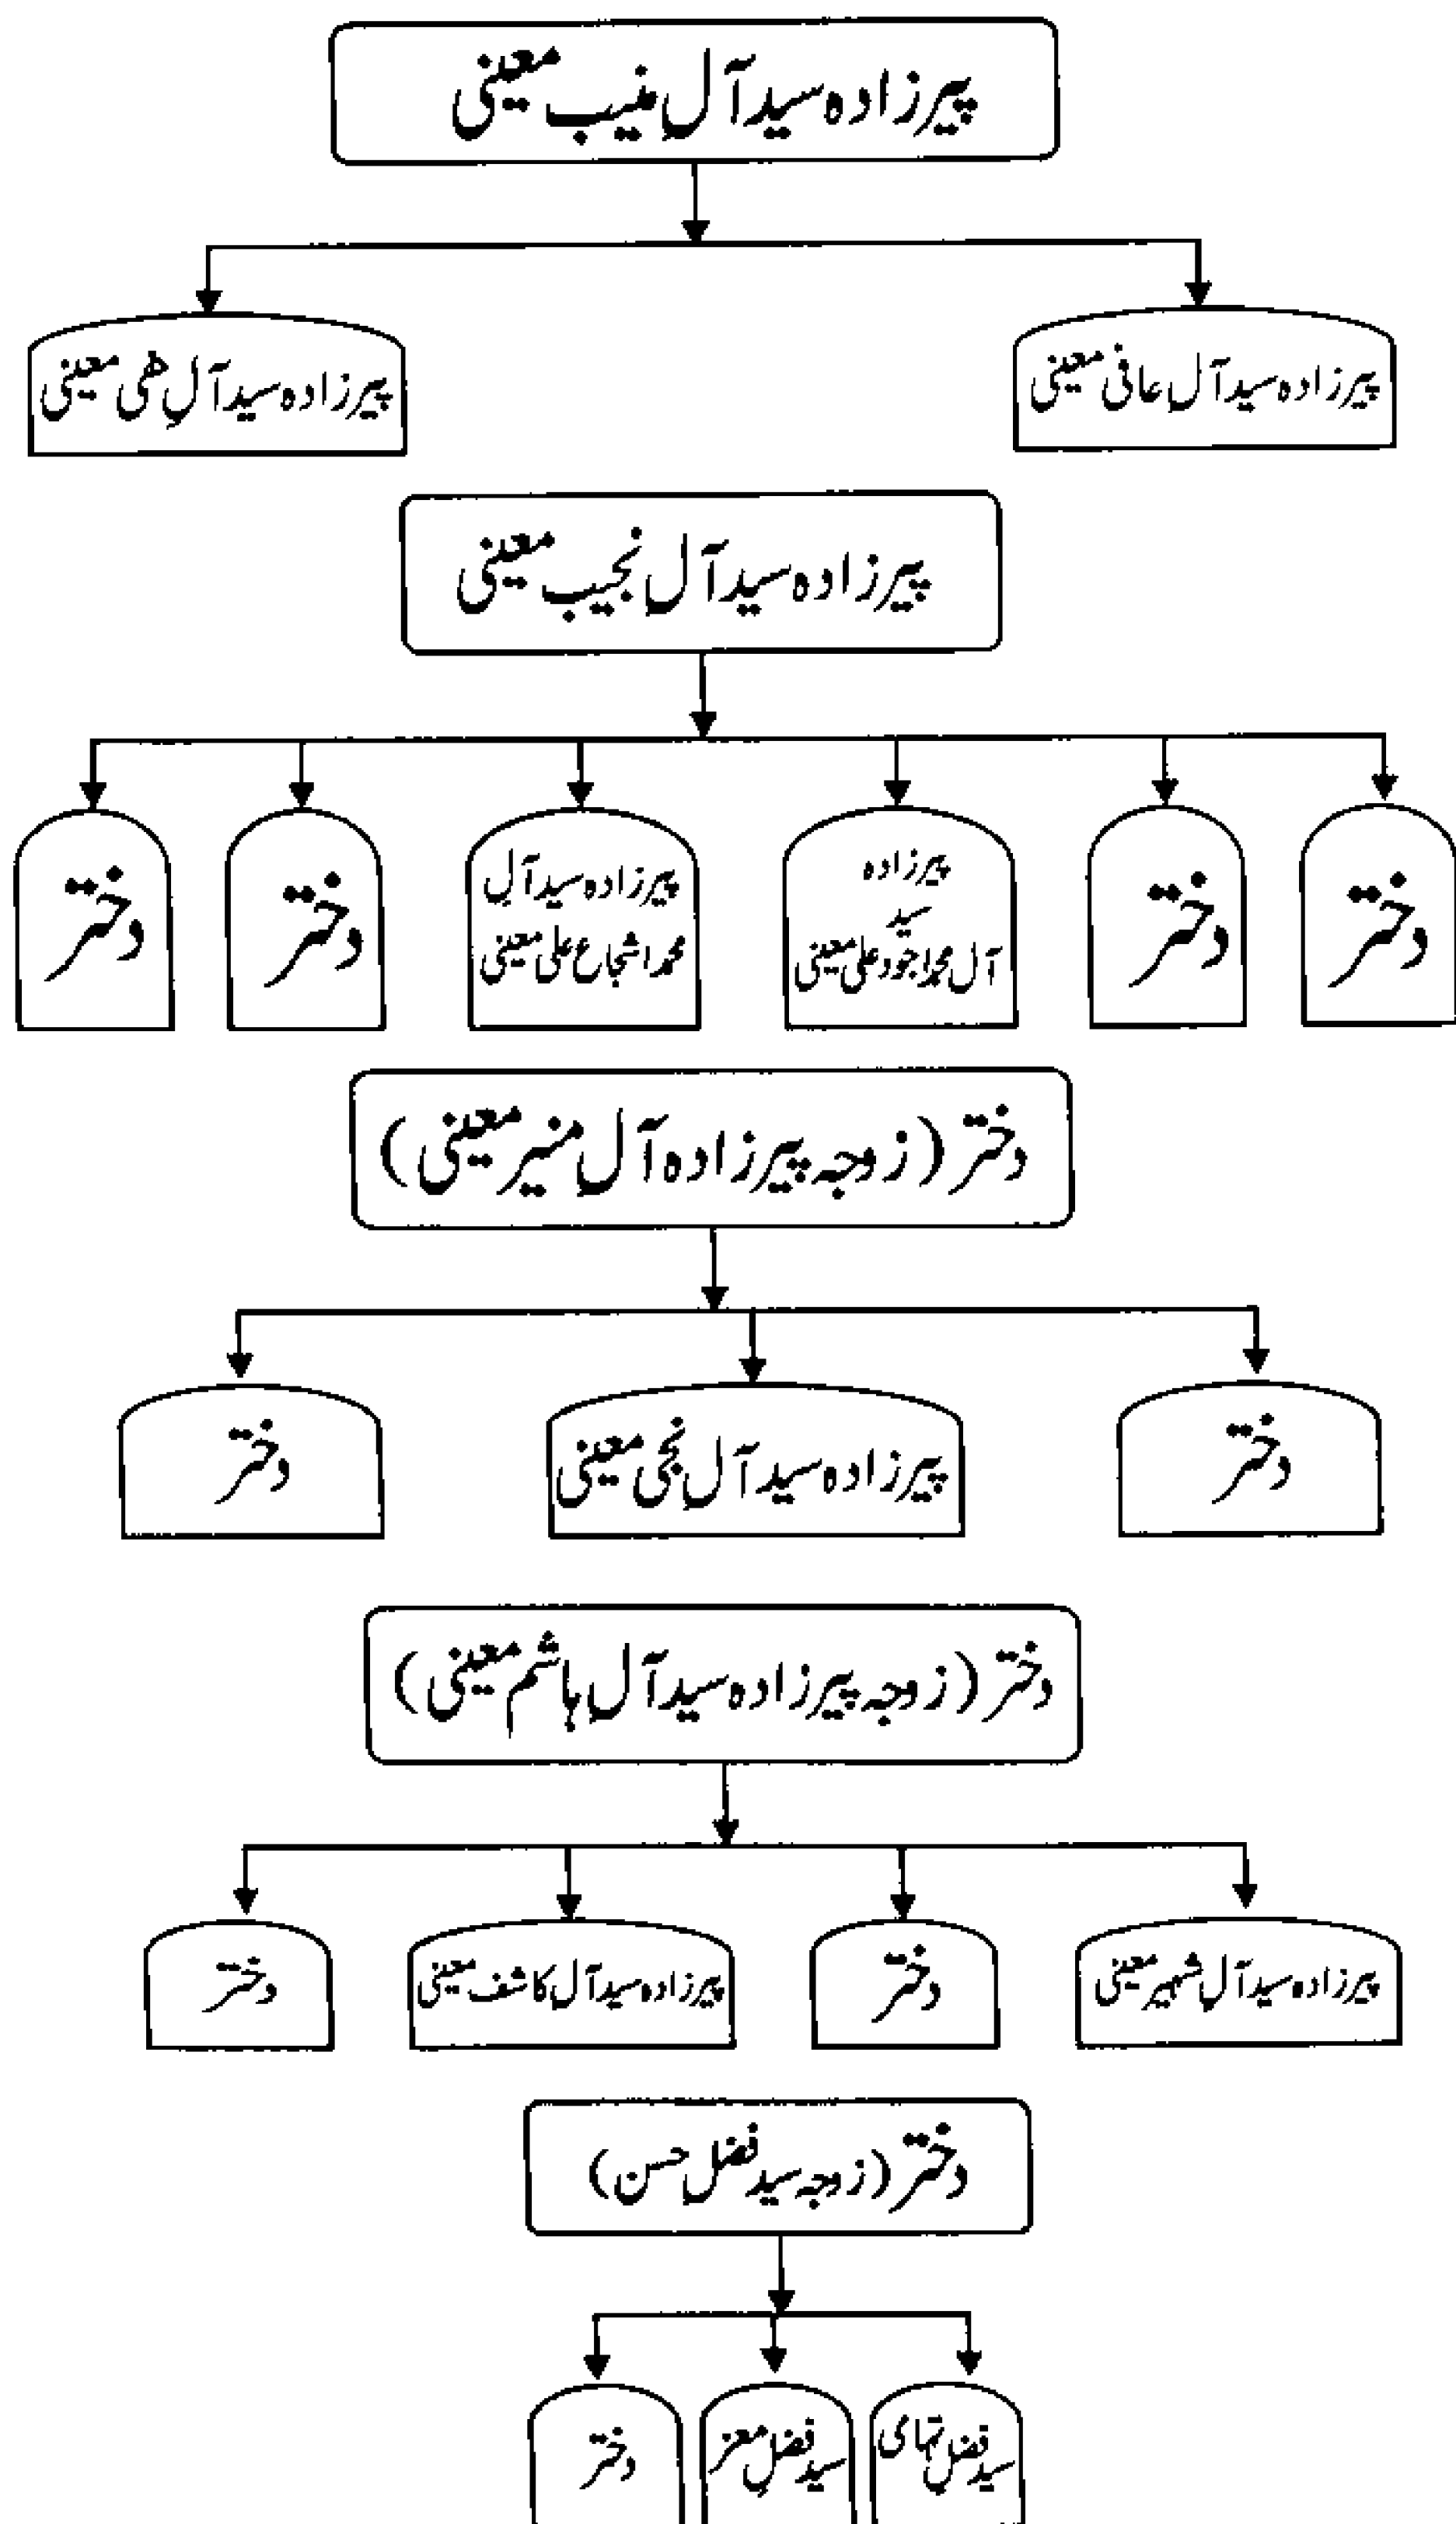 پیرزادہ سید آلِ منیب معینی
پیرزادہ سید آلِ عافی معینی
پیرزادہ سید آلِ ھی معینی
پیرزادہ سید آلِ نجیب معینی
دختر
دختر
پیرزادہ
سید
آل محمد اجود علی معینی
پیرزادہ سید آلِ
محمد اشجاع علی معینی
دختر
دختر
دختر (زوجہ پیرزادہ آلِ منیر معینی)
دختر
پیرزادہ سید آلِ نجی معینی
دختر
دختر (زوجہ پیرزادہ سید آلِ ہاشم معینی)
پیرزادہ سید آلِ شہیر معینی
دختر
پیرزادہ سید آلِ کاشف معینی
دختر
دختر (زوجہ سید فضلِ حسن)
سید فضلِ تہامی
سید فضلِ معز
دختر